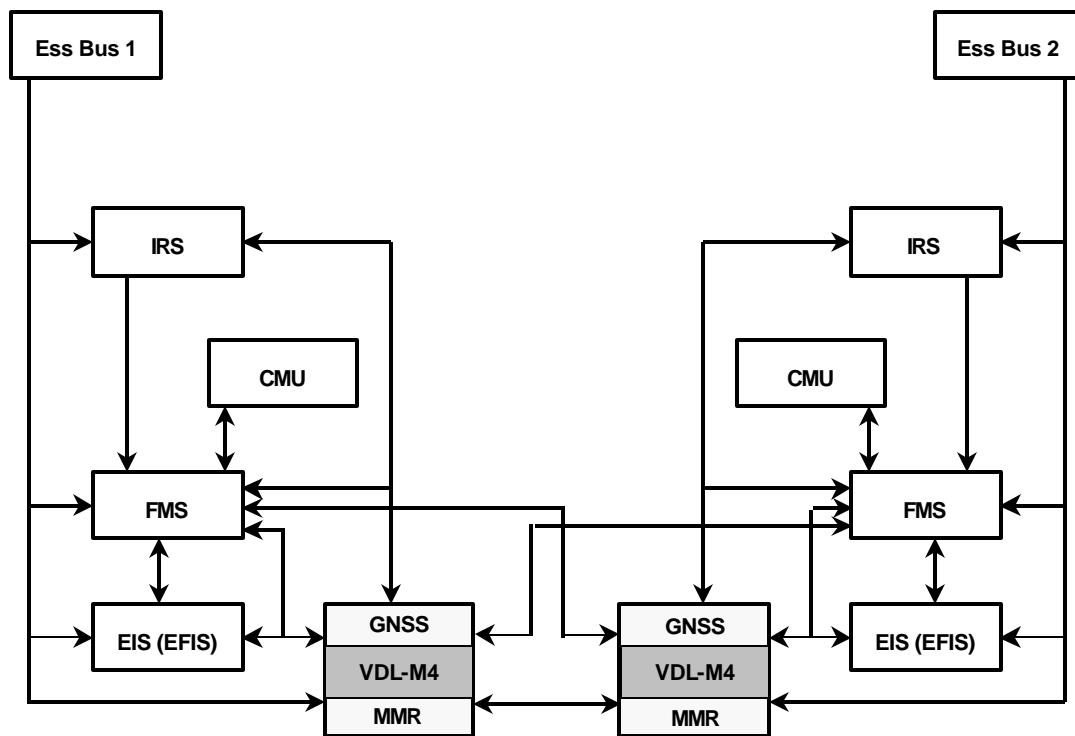 Ess Bus 1
Ess Bus 2
IRS
IRS
CMU
CMU
FMS
FMS
EIS (EFIS)
GNSS
VDL-M4
MMR
GNSS
VDL-M4
MMR
EIS (EFIS)